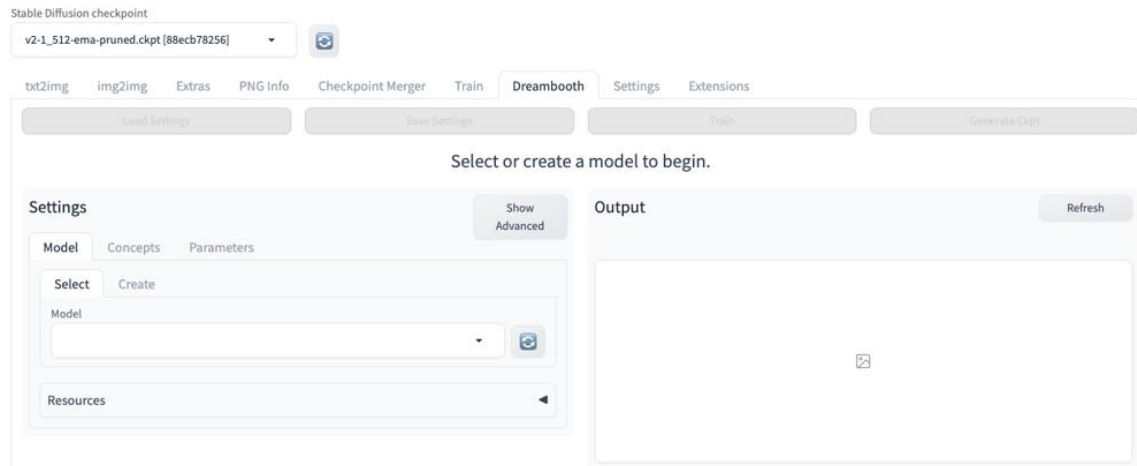 Stable Diffusion checkpoint
v2-1_512-ema-pruned.ckpt [88ecb78256]
txt2img img2img Extras PNG Info Checkpoint Merger Train Dreambooth Settings Extensions
Load Settings Save Settings Train Generate Ckpt
Select or create a model to begin.
Settings
Show
Advanced
Output
Refresh
Model Concepts Parameters
Select Create
Model
Resources